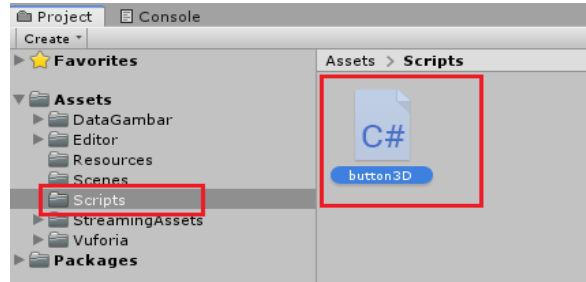 Project Console
Create
Favorites
Assets
DataGambar
Editor
Resources
Scenes
Scripts
StreamingAssets
Vuforia
Packages
Assets > Scripts
C#
button3D